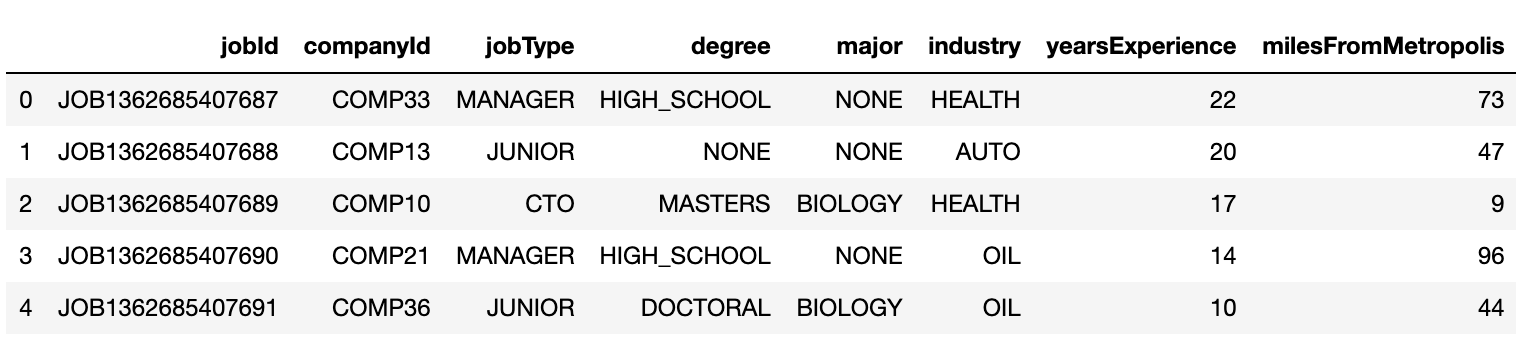 jobId companyId jobType degree major industry yearsExperience milesFromMetropolis
0 JOB1362685407687 COMP33 MANAGER HIGH_SCHOOL NONE HEALTH 22 73
1 JOB1362685407688 COMP13 JUNIOR NONE NONE AUTO 20 47
2 JOB1362685407689 COMP10 CTO MASTERS BIOLOGY HEALTH 17 9
3 JOB1362685407690 COMP21 MANAGER HIGH_SCHOOL NONE OIL 14 96
4 JOB1362685407691 COMP36 JUNIOR DOCTORAL BIOLOGY OIL 10 44